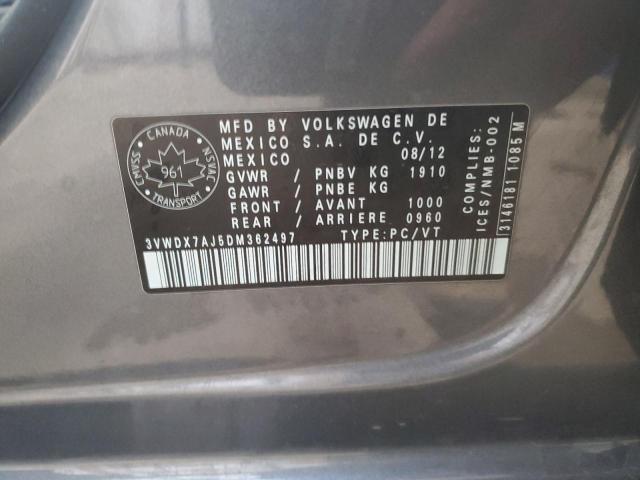 CANADA
CMVSS
NSVAC
961
TRANSPORT
MFD BY VOLKSWAGEN DE
MEXICO S.A. DE C.V.
MEXICO 08/12
GVWR / PNBV KG 1910
GAWR / PNBE KG
FRONT / AVANT 1000
REAR / ARRIERE 0960
3VWDX7AJ5DM362497 TYPE:PC/VT
COMPLIES:
ICES/NMB-002
3146181 1085 M